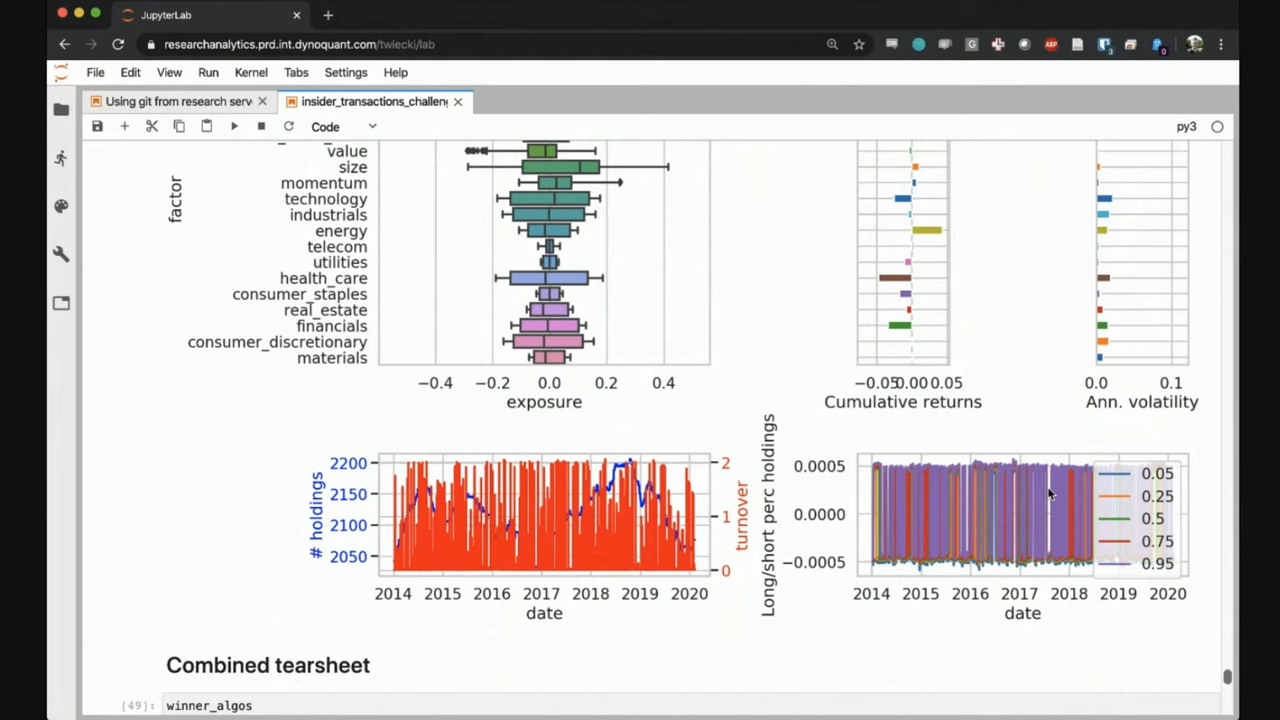 JupyterLab
researchanalytics.prd.int.dynoquant.com/twiecki/lab
G
ABP
3
0
File Edit View Run Kernel Tabs Settings Help
Using git from research serv
insider_transactions_challen
Code
py3
factor
value
size
momentum
technology
industrials
energy
telecom
utilities
health_care
consumer_staples
real_estate
financials
consumer_discretionary
materials
−0.4 −0.2 0.0 0.2 0.4
exposure
−0.05 0.00 0.05
Cumulative returns
0.0 0.1
Ann. volatility
# holdings
2200
2150
2100
2050
2
1
0
turnover
2014 2015 2016 2017 2018 2019 2020
date
Long/short perc holdings
0.0005
0.0000
−0.0005
0.05
0.25
0.5
0.75
0.95
2014 2015 2016 2017 2018 2019 2020
date
Combined tearsheet
[49]: winner_algos